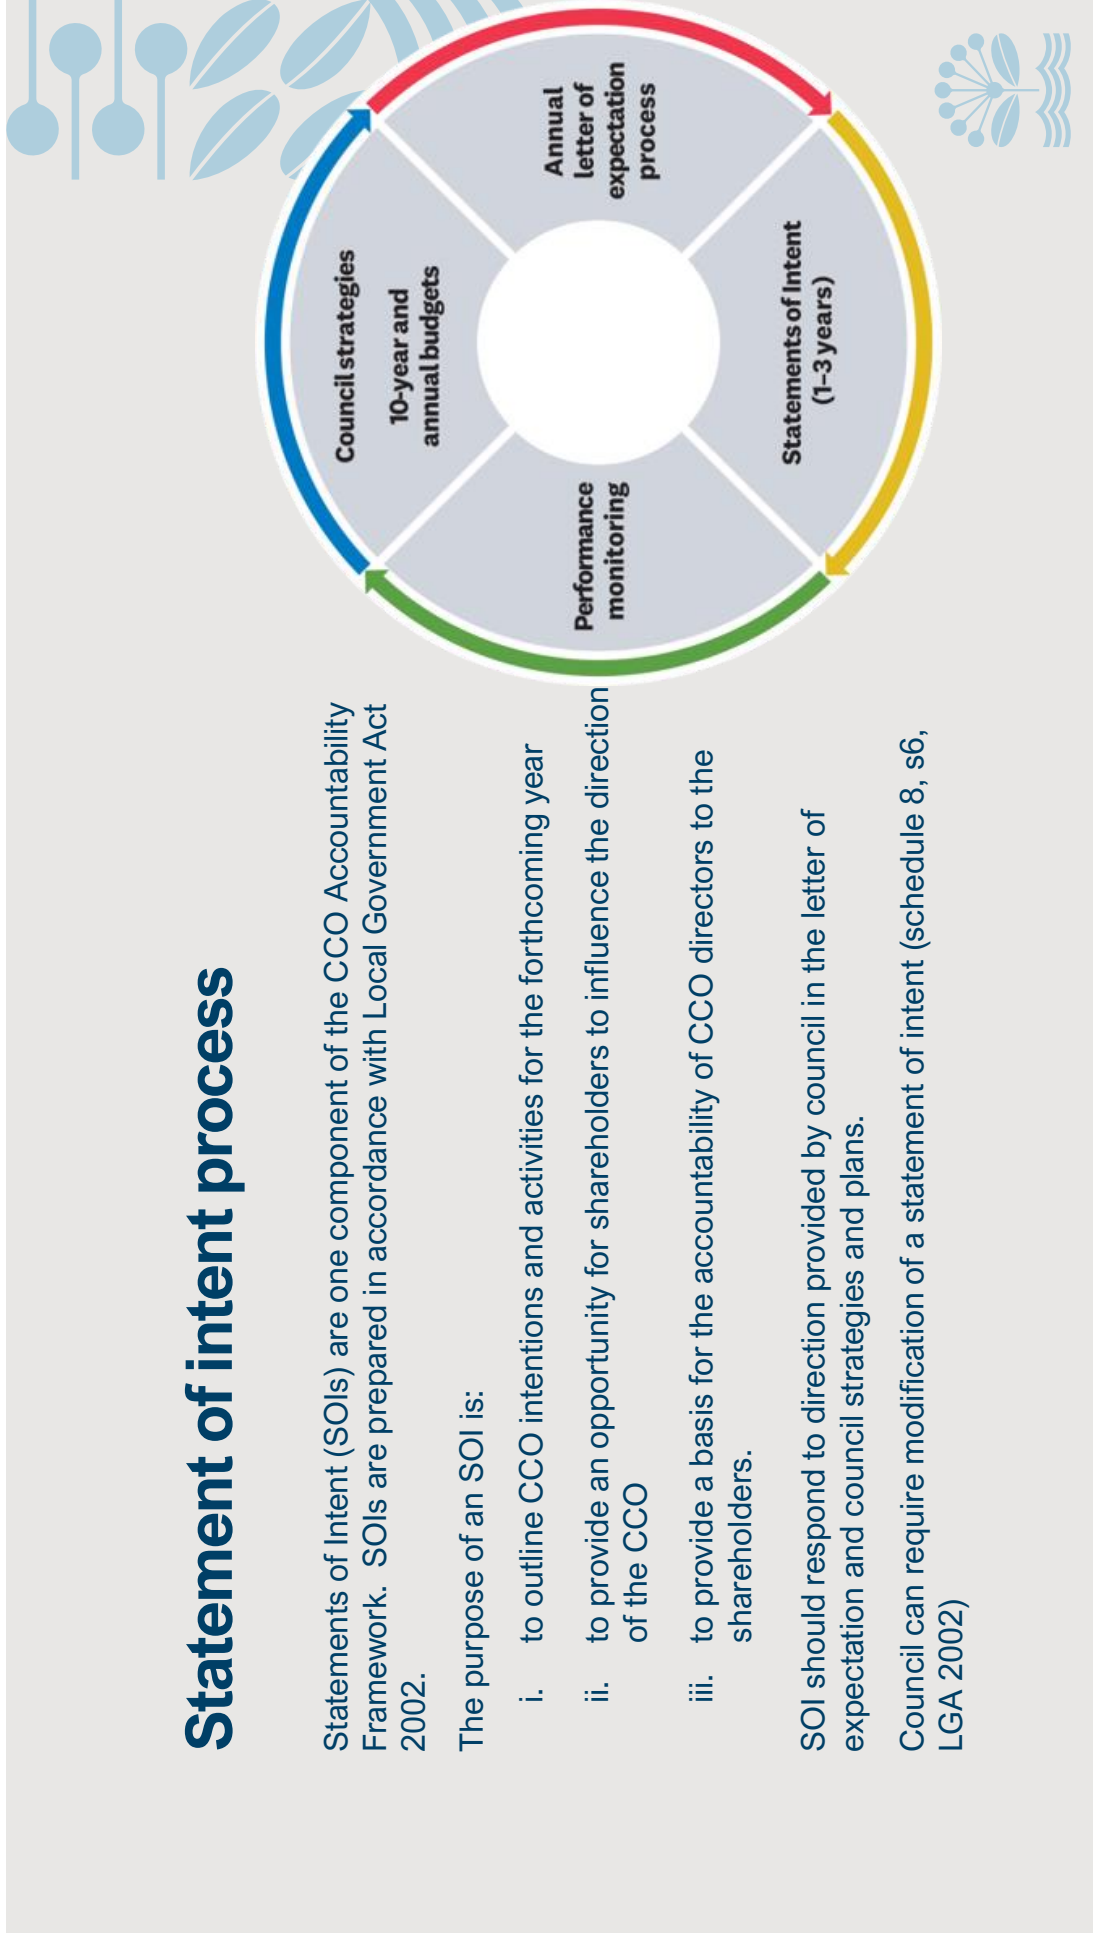 Statement of intent process
Statements of Intent (SOIs) are one component of the CCO Accountability
Framework.  SOIs are prepared in accordance with Local Government Act
2002.
The purpose of an SOI is:
i. to outline CCO intentions and activities for the forthcoming year
ii. to provide an opportunity for shareholders to influence the direction
of the CCO
iii. to provide a basis for the accountability of CCO directors to the
shareholders.
SOI should respond to direction provided by council in the letter of
expectation and council strategies and plans.
Council can require modification of a statement of intent (schedule 8, s6,
LGA 2002)
Council strategies
10-year and
annual budgets
Annual
letter of
expectation
process
Statements of Intent
(1–3 years)
Performance
monitoring